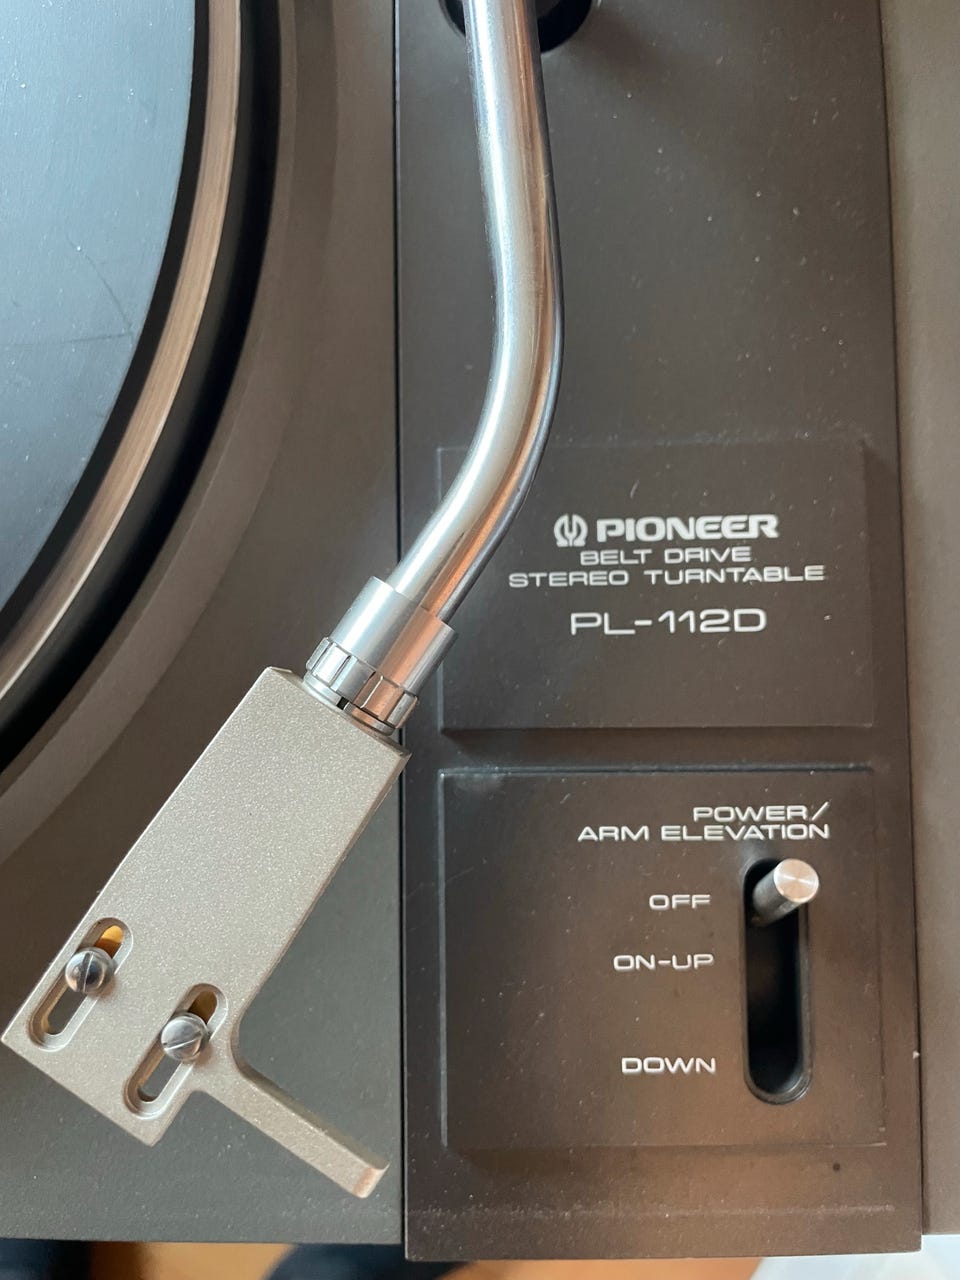 PIONEER
BELT DRIVE
STEREO TURNTABLE
PL-112D
POWER/
ARM ELEVATION
OFF
ON-UP
DOWN